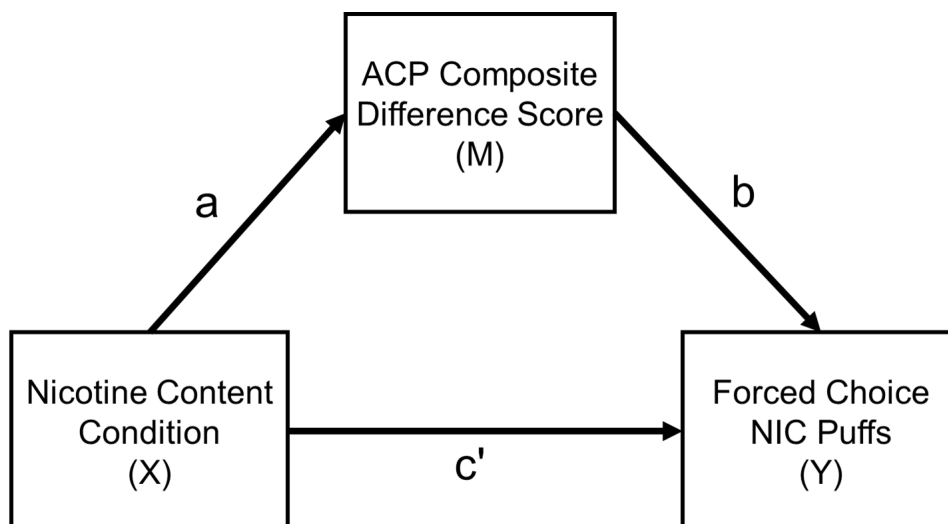 ACP Composite
Difference Score
(M)
a
b
Nicotine Content
Condition
(X)
c'
Forced Choice
NIC Puffs
(Y)